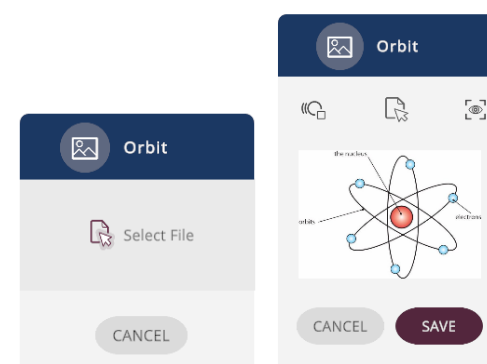 Orbit
Select File
CANCEL
Orbit
the nucleus
orbits
electrons
CANCEL
SAVE